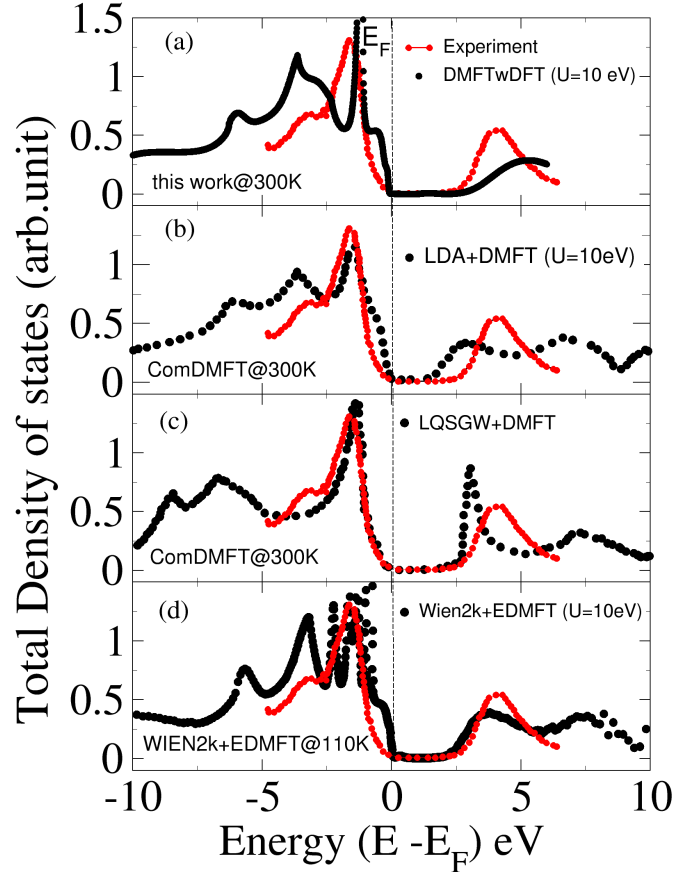 Total Density of states (arb.unit)
1.5
1
0.5
0
(a)
E_F
Experiment
DMFTwDFT (U=10 eV)
this work@300K
1
0.5
0
(b)
LDA+DMFT (U=10eV)
ComDMFT@300K
1
0.5
0
(c)
LQSGW+DMFT
ComDMFT@300K
1
0.5
0
(d)
Wien2k+EDMFT (U=10eV)
WIEN2k+EDMFT@110K
-10 -5 0 5 10
Energy (E -E_F) eV